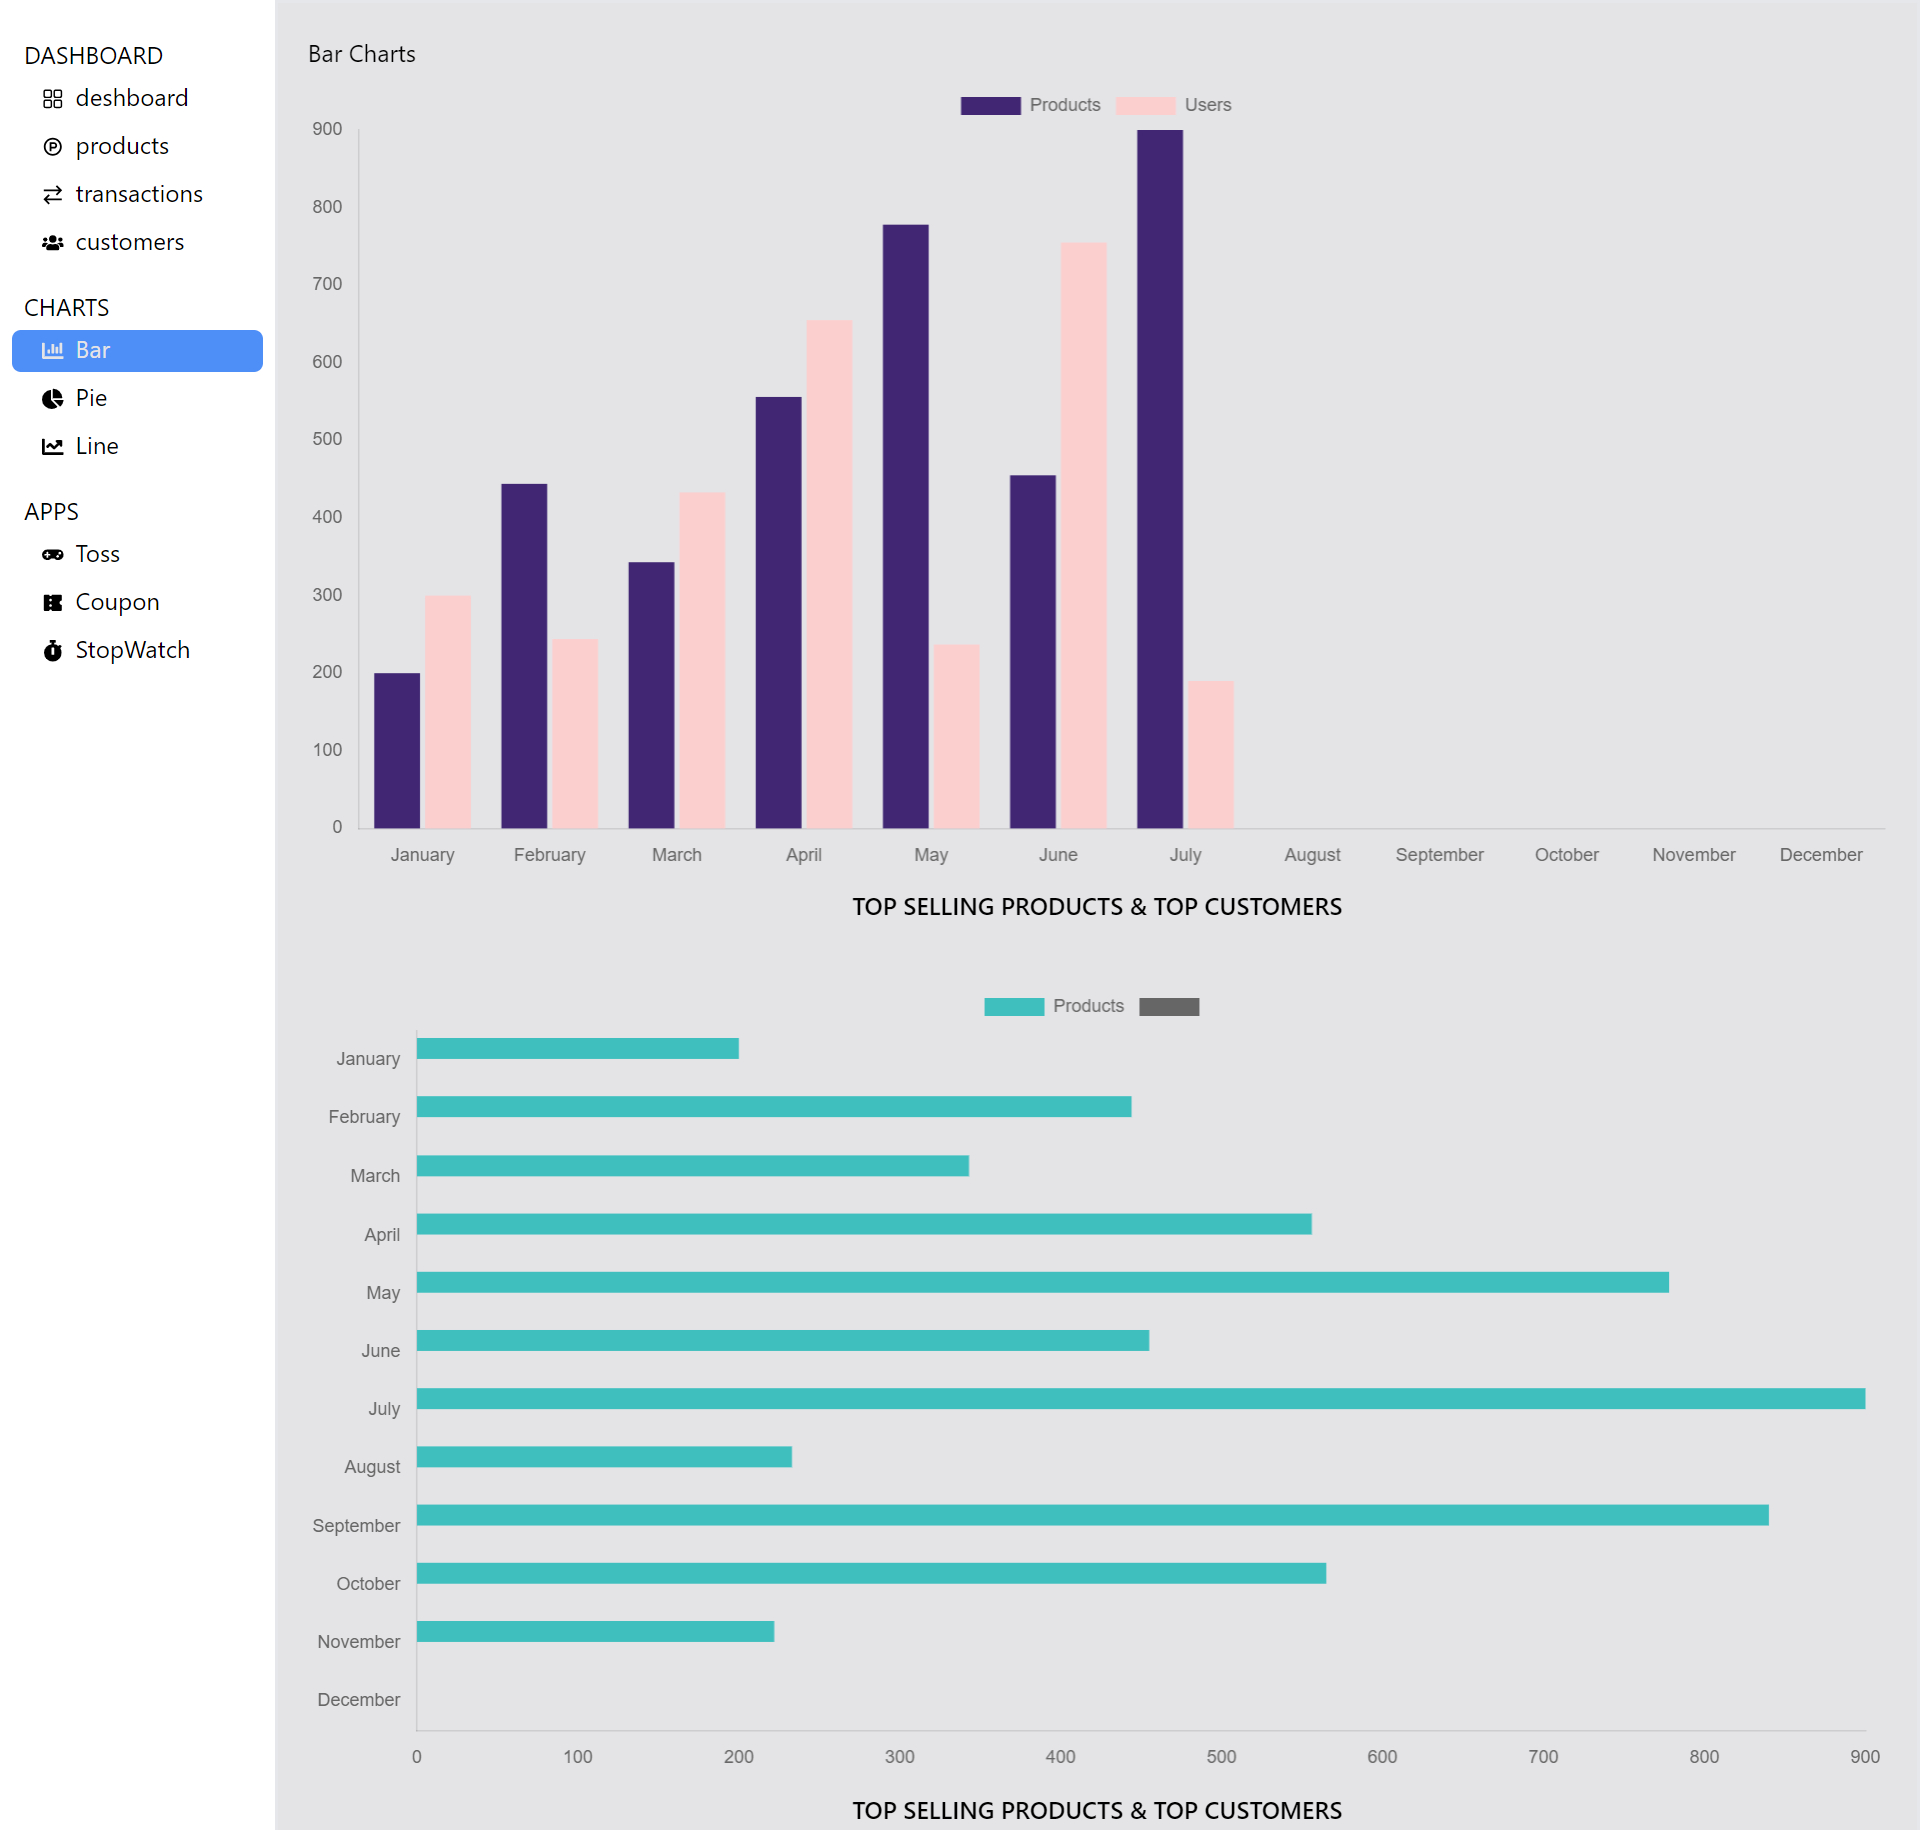 DASHBOARD
deshboard
products
transactions
customers
CHARTS
Bar
Pie
Line
APPS
Toss
Coupon
StopWatch
Bar Charts
Products Users
900
800
700
600
500
400
300
200
100
0
January February March April May June July August September October November December
TOP SELLING PRODUCTS & TOP CUSTOMERS
Products
January
February
March
April
May
June
July
August
September
October
November
December
0 100 200 300 400 500 600 700 800 900
TOP SELLING PRODUCTS & TOP CUSTOMERS